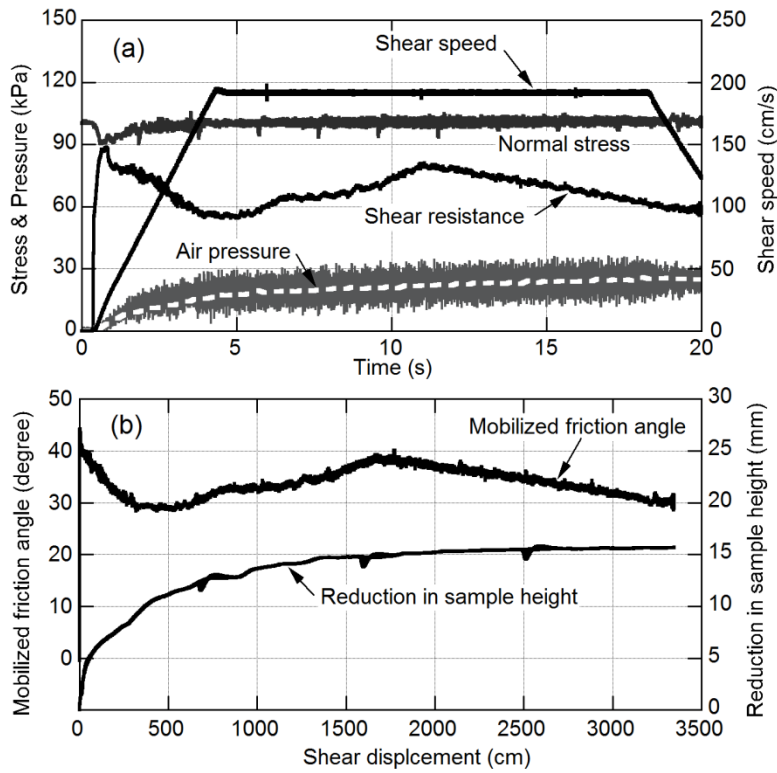 (a)
Stress & Pressure (kPa)
150
120
90
60
30
0
Shear speed
Normal stress
Shear resistance
Air pressure
250
200
150
100
50
0
Shear speed (cm/s)
0 5 10 15 20
Time (s)
(b)
Mobilized friction angle (degree)
50
40
30
20
10
0
Mobilized friction angle
Reduction in sample height
30
25
20
15
10
5
0
Reduction in sample height (mm)
0 500 1000 1500 2000 2500 3000 3500
Shear displcement (cm)